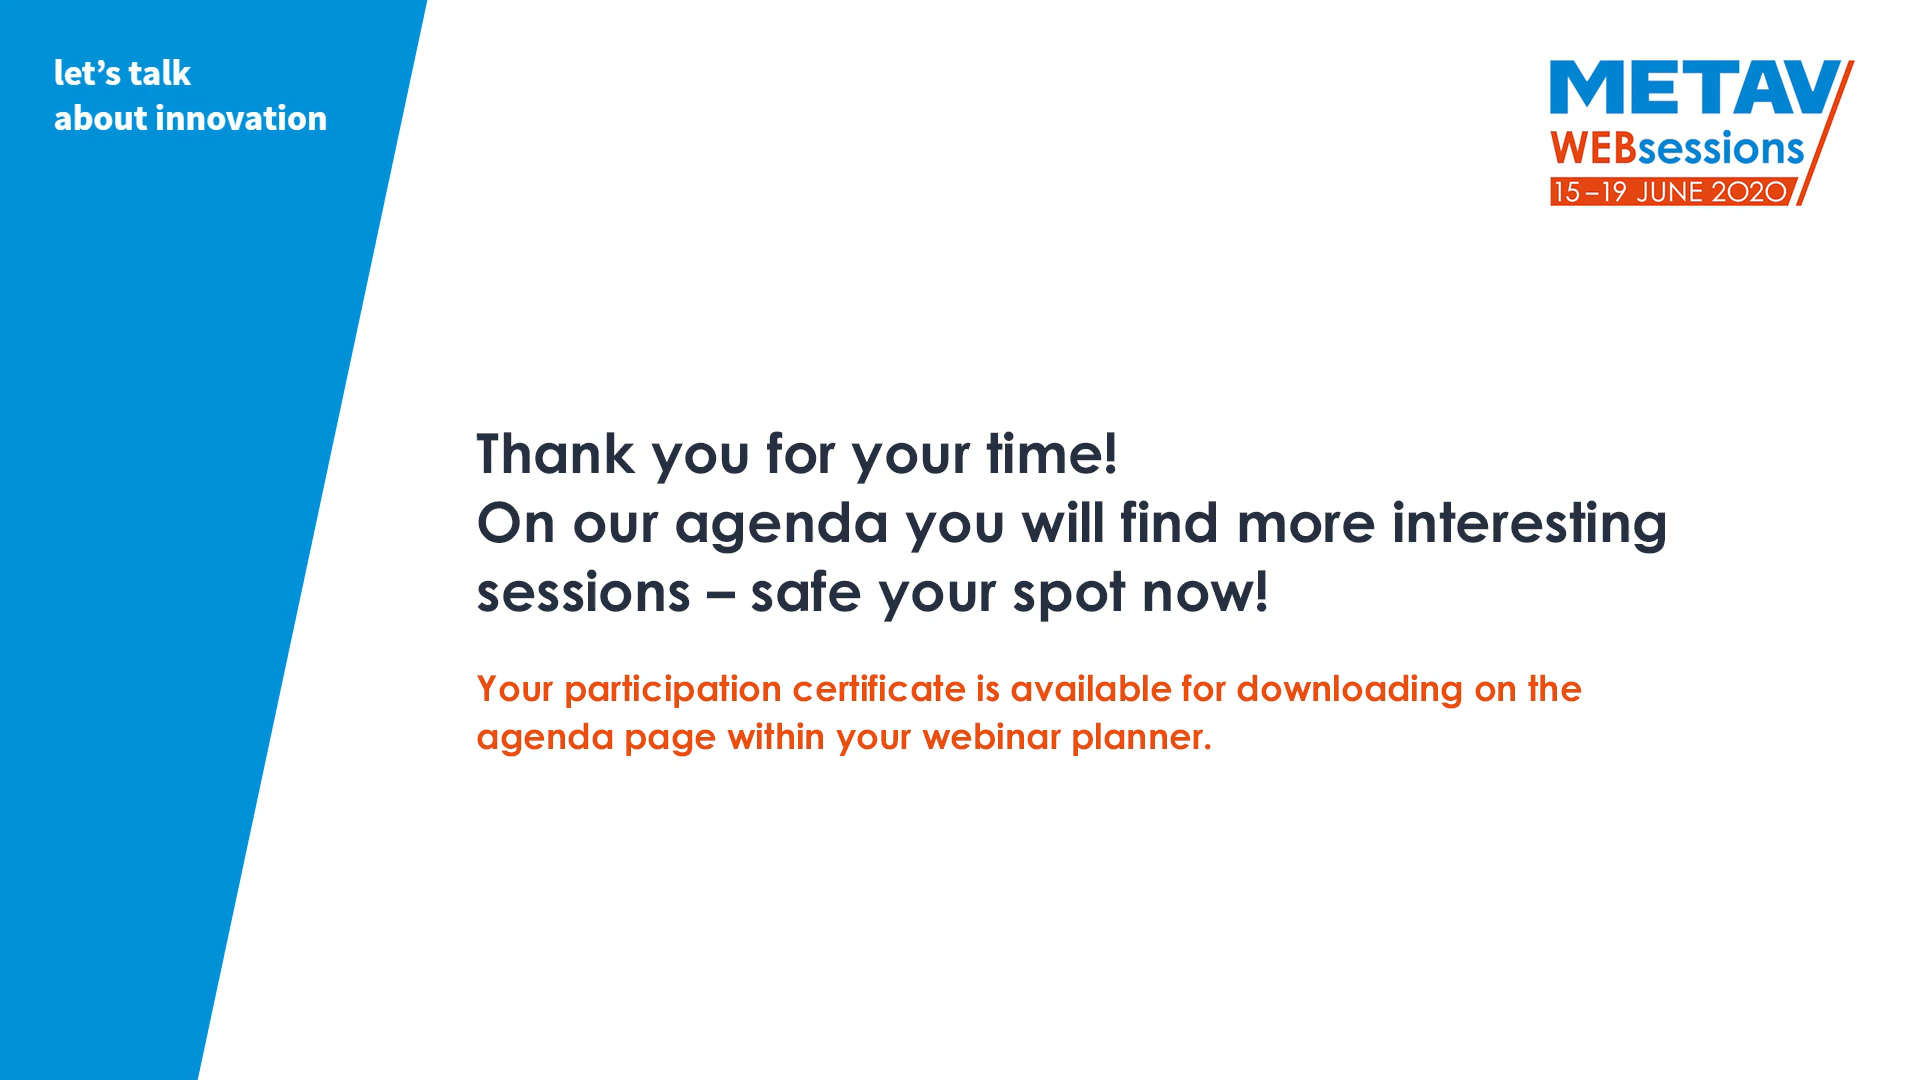 let’s talk
about innovation
METAV
WEBsessions
15–19 JUNE 2020
Thank you for your time!
On our agenda you will find more interesting
sessions – safe your spot now!
Your participation certificate is available for downloading on the
agenda page within your webinar planner.